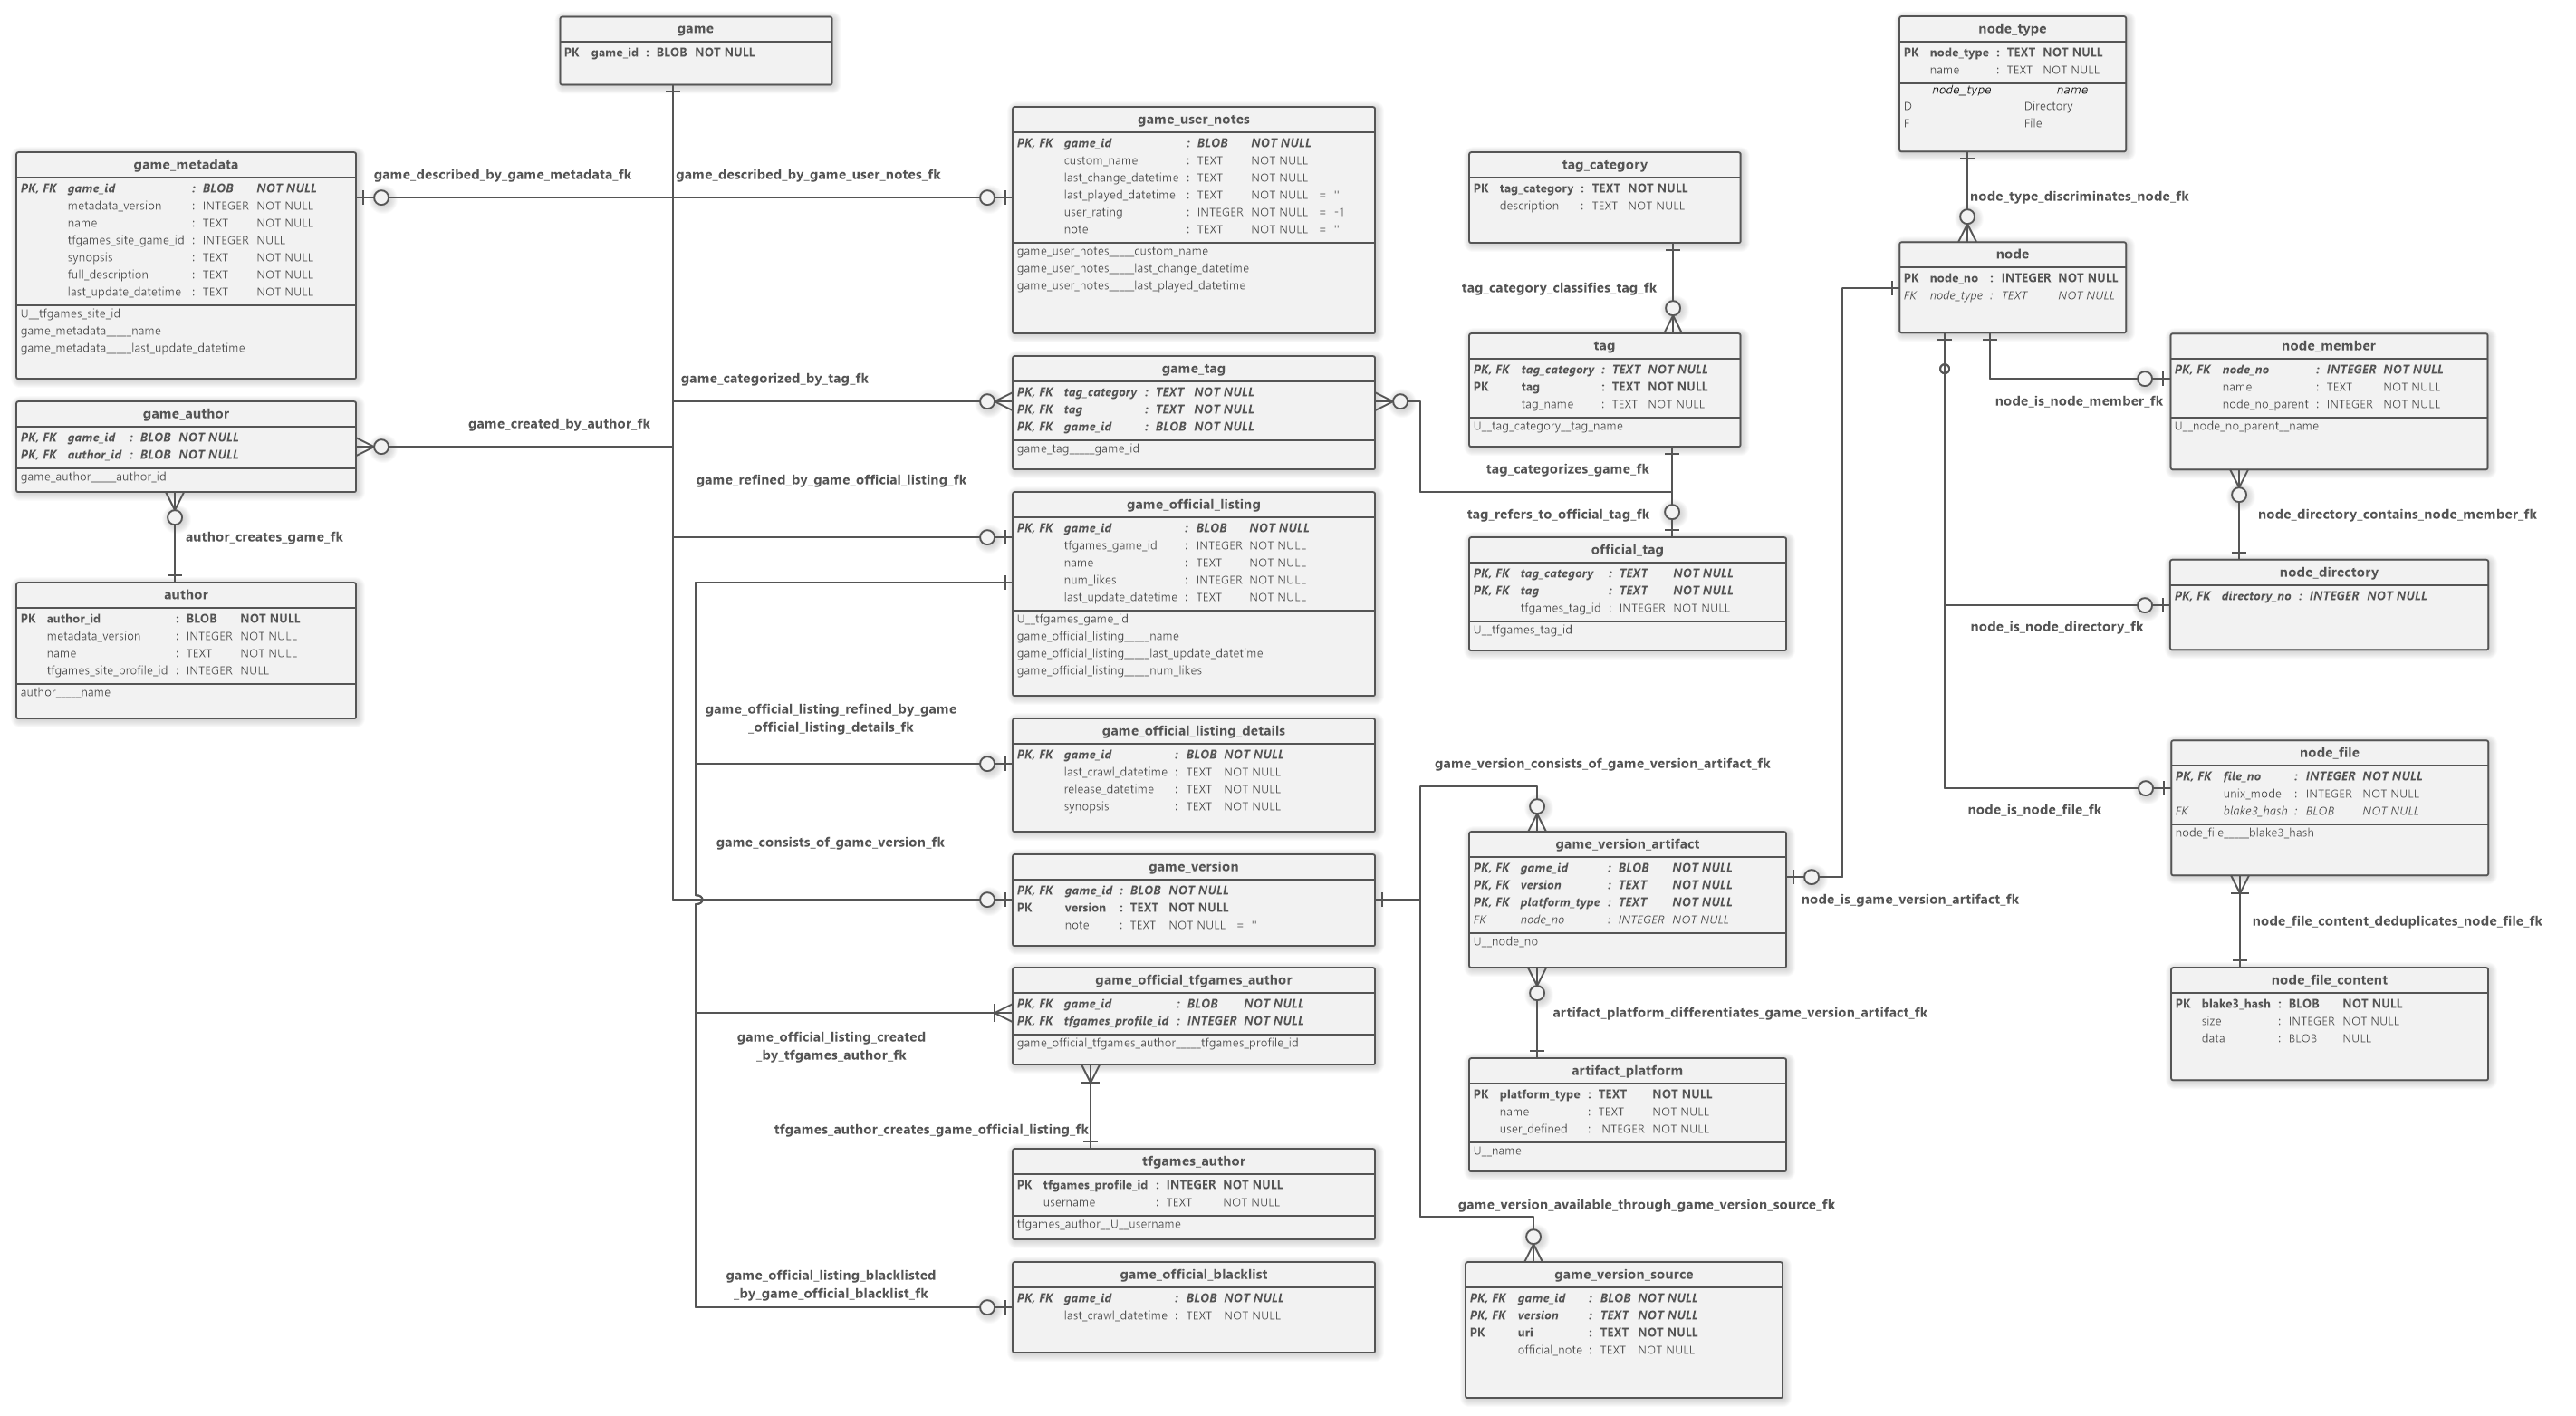 game
PK game_id : BLOB NOT NULL
node_type
PK node_type : TEXT NOT NULL
name : TEXT NOT NULL
node_type name
D Directory
F File
node_type_discriminates_node_fk
game_metadata
PK, FK game_id : BLOB NOT NULL
metadata_version : INTEGER NOT NULL
name : TEXT NOT NULL
tfgames_site_game_id : INTEGER NULL
synopsis : TEXT NOT NULL
full_description : TEXT NOT NULL
last_update_datetime : TEXT NOT NULL
U__tfgames_site_id
game_metadata_____name
game_metadata_____last_update_datetime
game_described_by_game_metadata_fk
game_described_by_game_user_notes_fk
game_user_notes
PK, FK game_id : BLOB NOT NULL
custom_name : TEXT NOT NULL
last_change_datetime : TEXT NOT NULL
last_played_datetime : TEXT NOT NULL = ''
user_rating : INTEGER NOT NULL = -1
note : TEXT NOT NULL = ''
game_user_notes_____custom_name
game_user_notes_____last_change_datetime
game_user_notes_____last_played_datetime
tag_category
PK tag_category : TEXT NOT NULL
description : TEXT NOT NULL
tag_category_classifies_tag_fk
node
PK node_no : INTEGER NOT NULL
FK node_type : TEXT NOT NULL
game_author
PK, FK game_id : BLOB NOT NULL
PK, FK author_id : BLOB NOT NULL
game_author_____author_id
game_created_by_author_fk
author_creates_game_fk
author
PK author_id : BLOB NOT NULL
metadata_version : INTEGER NOT NULL
name : TEXT NOT NULL
tfgames_site_profile_id : INTEGER NULL
author_____name
game_categorized_by_tag_fk
game_tag
PK, FK tag_category : TEXT NOT NULL
PK, FK tag : TEXT NOT NULL
PK, FK game_id : BLOB NOT NULL
game_tag_____game_id
tag
PK, FK tag_category : TEXT NOT NULL
PK tag : TEXT NOT NULL
tag_name : TEXT NOT NULL
U__tag_category__tag_name
tag_categorizes_game_fk
tag_refers_to_official_tag_fk
official_tag
PK, FK tag_category : TEXT NOT NULL
PK, FK tag : TEXT NOT NULL
tfgames_tag_id : INTEGER NOT NULL
U__tfgames_tag_id
node_member
PK, FK node_no : INTEGER NOT NULL
name : TEXT NOT NULL
node_no_parent : INTEGER NOT NULL
U__node_no_parent__name
node_is_node_member_fk
node_directory_contains_node_member_fk
node_directory
PK, FK directory_no : INTEGER NOT NULL
node_is_node_directory_fk
game_refined_by_game_official_listing_fk
game_official_listing
PK, FK game_id : BLOB NOT NULL
tfgames_game_id : INTEGER NOT NULL
name : TEXT NOT NULL
num_likes : INTEGER NOT NULL
last_update_datetime : TEXT NOT NULL
U__tfgames_game_id
game_official_listing_____name
game_official_listing_____last_update_datetime
game_official_listing_____num_likes
game_official_listing_refined_by_game
_official_listing_details_fk
game_official_listing_details
PK, FK game_id : BLOB NOT NULL
last_crawl_datetime : TEXT NOT NULL
release_datetime : TEXT NOT NULL
synopsis : TEXT NOT NULL
game_consists_of_game_version_fk
game_version
PK, FK game_id : BLOB NOT NULL
PK version : TEXT NOT NULL
note : TEXT NOT NULL = ''
game_version_consists_of_game_version_artifact_fk
game_version_artifact
PK, FK game_id : BLOB NOT NULL
PK, FK version : TEXT NOT NULL
PK, FK platform_type : TEXT NOT NULL
FK node_no : INTEGER NOT NULL
U__node_no
node_is_game_version_artifact_fk
node_is_node_file_fk
node_file
PK, FK file_no : INTEGER NOT NULL
unix_mode : INTEGER NOT NULL
FK blake3_hash : BLOB NOT NULL
node_file_____blake3_hash
node_file_content_deduplicates_node_file_fk
node_file_content
PK blake3_hash : BLOB NOT NULL
size : INTEGER NOT NULL
data : BLOB NULL
game_official_tfgames_author
PK, FK game_id : BLOB NOT NULL
PK, FK tfgames_profile_id : INTEGER NOT NULL
game_official_tfgames_author_____tfgames_profile_id
game_official_listing_created
_by_tfgames_author_fk
artifact_platform_differentiates_game_version_artifact_fk
artifact_platform
PK platform_type : TEXT NOT NULL
name : TEXT NOT NULL
user_defined : INTEGER NOT NULL
U__name
tfgames_author_creates_game_official_listing_fk
tfgames_author
PK tfgames_profile_id : INTEGER NOT NULL
username : TEXT NOT NULL
tfgames_author__U__username
game_version_available_through_game_version_source_fk
game_official_listing_blacklisted
_by_game_official_blacklist_fk
game_official_blacklist
PK, FK game_id : BLOB NOT NULL
last_crawl_datetime : TEXT NOT NULL
game_version_source
PK, FK game_id : BLOB NOT NULL
PK, FK version : TEXT NOT NULL
PK uri : TEXT NOT NULL
official_note : TEXT NOT NULL